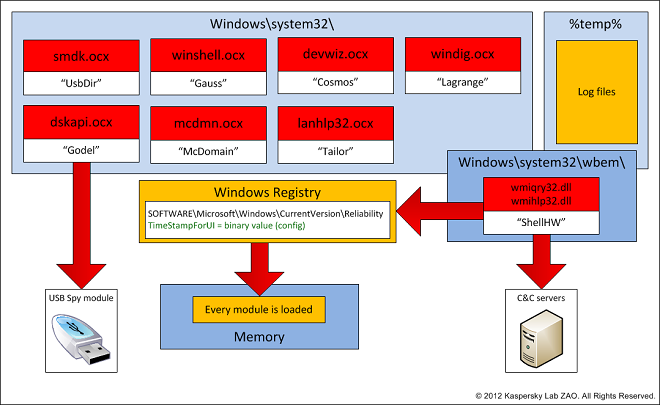 Windows\system32\
%temp%
smdk.ocx
“UsbDir”
winshell.ocx
“Gauss”
devwiz.ocx
“Cosmos”
windig.ocx
“Lagrange”
Log files
dskapi.ocx
“Godel”
mcdmn.ocx
“McDomain”
lanhlp32.ocx
“Tailor”
Windows\system32\wbem\
wmiqry32.dll
wmihlp32.dll
“ShellHW”
Windows Registry
SOFTWARE\Microsoft\Windows\CurrentVersion\Reliability
TimeStampForUI = binary value (config)
USB Spy module
Every module is loaded
Memory
C&C servers
© 2012 Kaspersky Lab ZAO. All Rights Reserved.